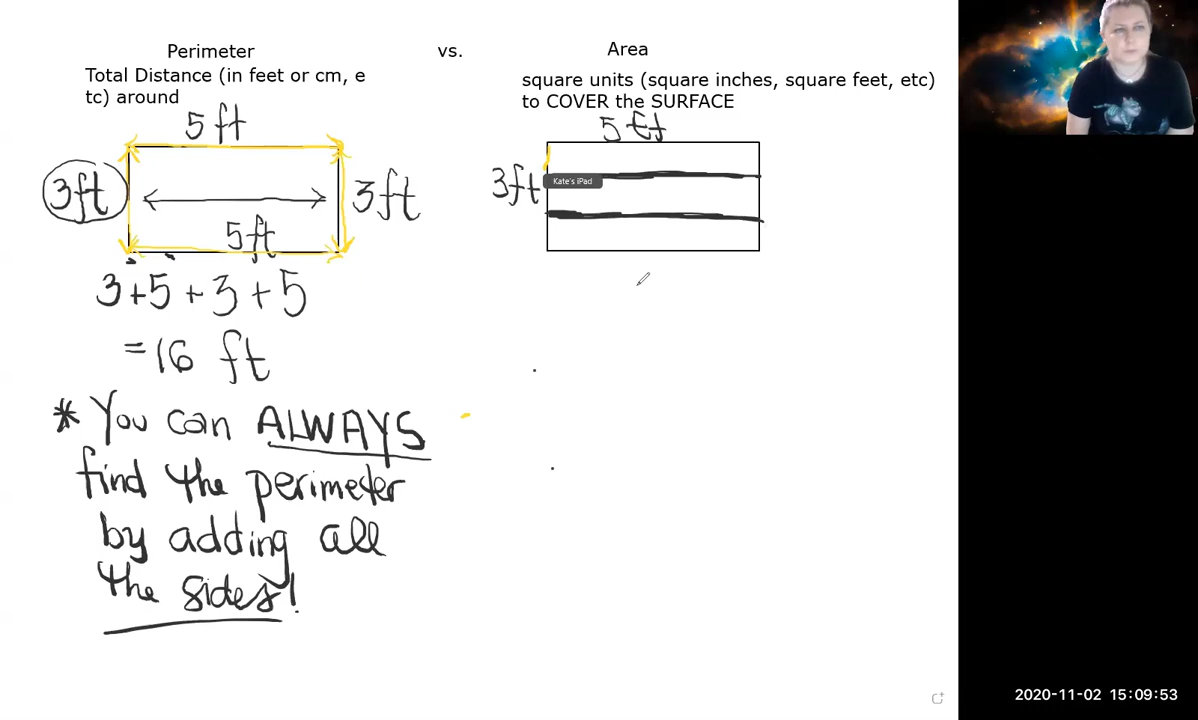 Perimeter
vs.
Area
Total Distance (in feet or cm, e
tc) around
square units (square inches, square feet, etc)
to COVER the SURFACE
5 ft
3ft
3ft
5ft
3+5+3+5
=16 ft
* You can ALWAYS
find the perimeter
by adding all
the sides!
5 ft
3ft
Kate's iPad
2020-11-02 15:09:53